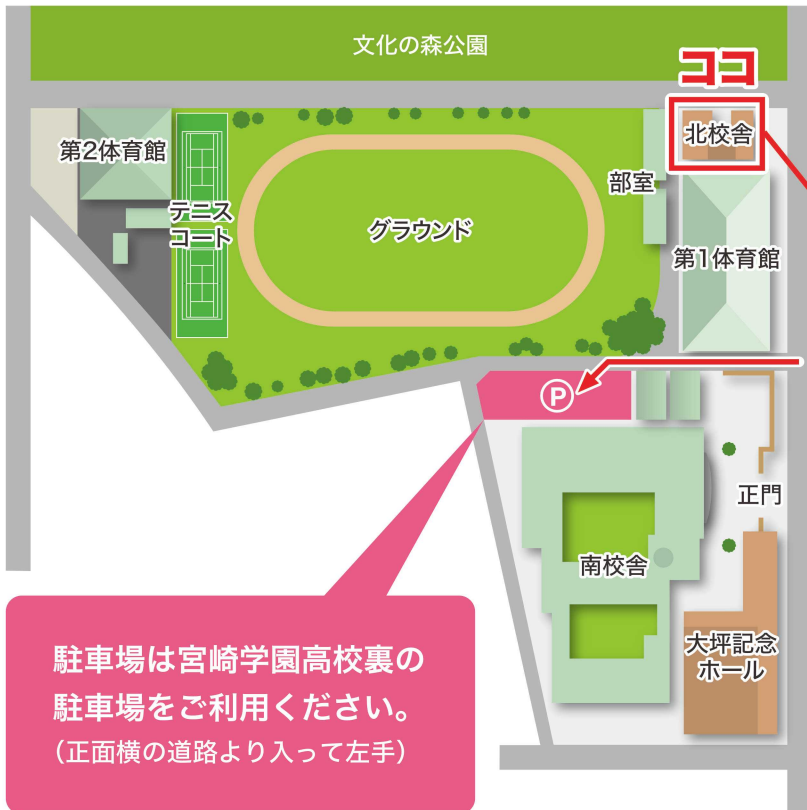 文化の森公園
ココ
北校舎
第2体育館
部室
テニス
コート
グラウンド
第1体育館
P
正門
南校舎
大坪記念
ホール
駐車場は宮崎学園高校裏の
駐車場をご利用ください。
(正面横の道路より入って左手)